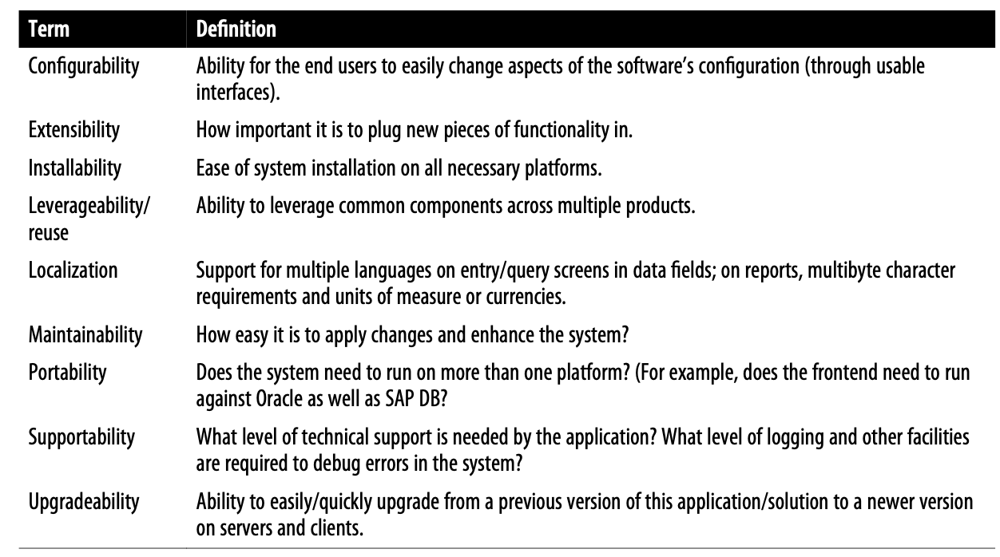 Term Definition
Configurability Ability for the end users to easily change aspects of the software’s configuration (through usable
interfaces).
Extensibility How important it is to plug new pieces of functionality in.
Installability Ease of system installation on all necessary platforms.
Leverageability/ Ability to leverage common components across multiple products.
reuse
Localization Support for multiple languages on entry/query screens in data fields; on reports, multibyte character
requirements and units of measure or currencies.
Maintainability How easy it is to apply changes and enhance the system?
Portability Does the system need to run on more than one platform? (For example, does the frontend need to run
against Oracle as well as SAP DB?
Supportability What level of technical support is needed by the application? What level of logging and other facilities
are required to debug errors in the system?
Upgradeability Ability to easily/quickly upgrade from a previous version of this application/solution to a newer version
on servers and clients.